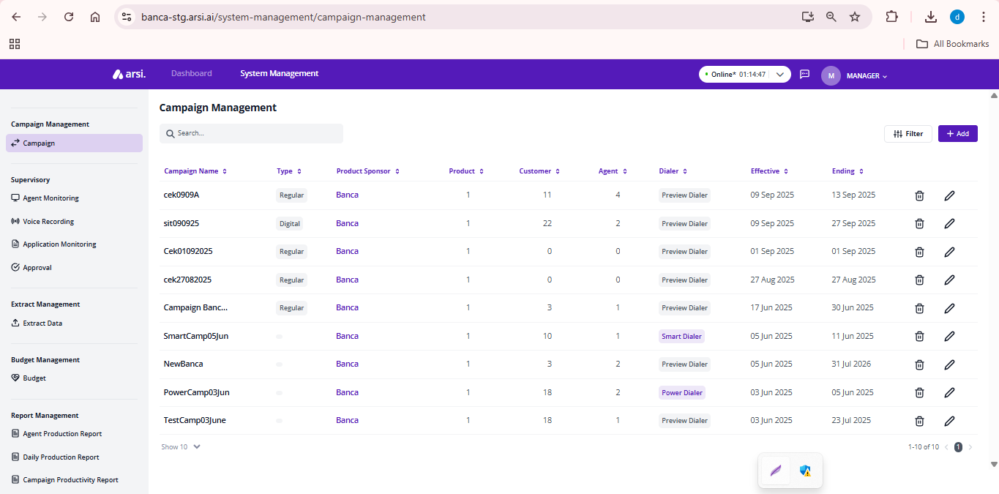 banca-stg.arsi.ai/system-management/campaign-management
d
All Bookmarks
arsi.
Dashboard
System Management
Online* 01:14:47
M
MANAGER
Campaign Management
Campaign
Supervisory
Agent Monitoring
Voice Recording
Application Monitoring
Approval
Extract Management
Extract Data
Budget Management
Budget
Report Management
Agent Production Report
Daily Production Report
Campaign Productivity Report
Campaign Management
Search...
Filter
+ Add
Campaign Name Type Product Sponsor Product Customer Agent Dialer Effective Ending
cek0909A Regular Banca 1 11 4 Preview Dialer 09 Sep 2025 13 Sep 2025
sit090925 Digital Banca 1 22 2 Preview Dialer 09 Sep 2025 27 Sep 2025
Cek01092025 Regular Banca 1 0 0 Preview Dialer 01 Sep 2025 01 Sep 2025
cek27082025 Regular Banca 1 0 0 Preview Dialer 27 Aug 2025 27 Aug 2025
Campaign Banc... Regular Banca 1 3 1 Preview Dialer 17 Jun 2025 30 Jun 2025
SmartCamp05Jun Banca 1 10 1 Smart Dialer 05 Jun 2025 11 Jun 2025
NewBanca Banca 1 3 2 Preview Dialer 05 Jun 2025 31 Jul 2026
PowerCamp03Jun Banca 1 18 2 Power Dialer 03 Jun 2025 05 Jun 2025
TestCamp03June Banca 1 18 1 Preview Dialer 03 Jun 2025 23 Jul 2025
Show 10
1-10 of 10
1